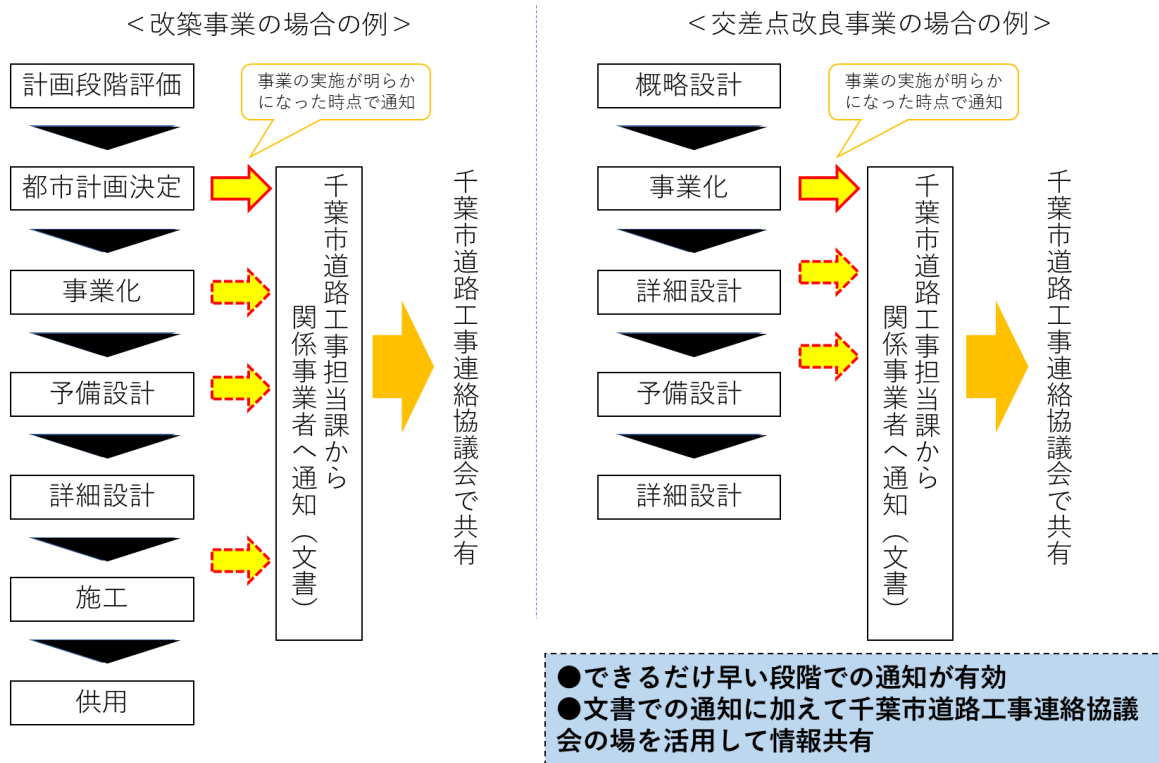 ＜改築事業の場合の例＞
計画段階評価
事業の実施が明らか
になった時点で通知
都市計画決定
事業化
予備設計
詳細設計
施工
供用
千葉市道路工事担当課から
関係事業者へ通知（文書）
千葉市道路工事連絡協議会で共有
＜交差点改良事業の場合の例＞
概略設計
事業の実施が明らか
になった時点で通知
事業化
詳細設計
予備設計
詳細設計
千葉市道路工事担当課から
関係事業者へ通知（文書）
千葉市道路工事連絡協議会で共有
●できるだけ早い段階での通知が有効
●文書での通知に加えて千葉市道路工事連絡協議
会の場を活用して情報共有